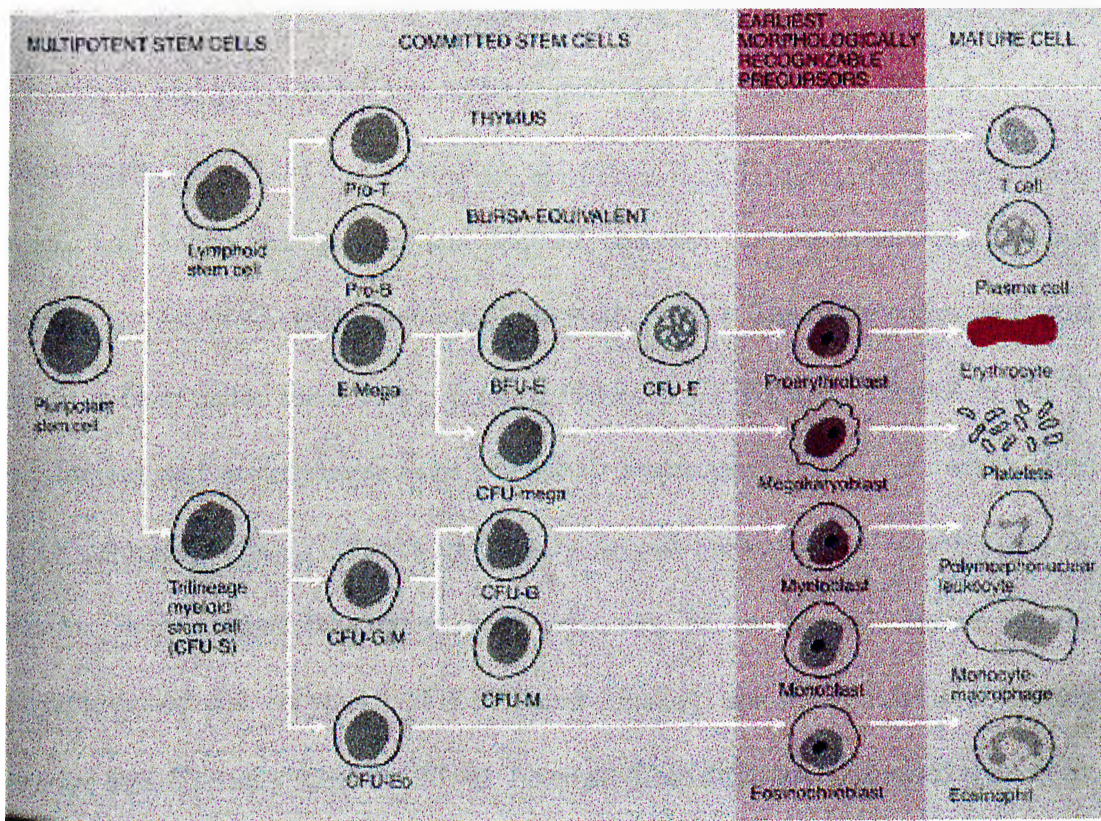 MULTIPOTENT STEM CELLS
COMMITTED STEM CELLS
EARLIEST
MORPHOLOGICALLY
RECOGNIZABLE
PRECURSORS
MATURE CELL
THYMUS
Pro-T
T cell
Lymphoid
stem cell
BURSA-EQUIVALENT
Pro-B
Plasma cell
Pluripotent
stem cell
E Mega
BFU-E
CFU-E
Proerythroblast
Erythrocyte
CFU-mega
Megakaryoblast
Platelets
Trilineage
myeloid
stem cell
(CFU-S)
CFU-G M
CFU-G
Myeloblast
Polymorphonuclear
leukocyte
CFU-M
Monoblast
Monocyte-
macrophage
CFU-Eo
Eosinophroblast
Eosinophil